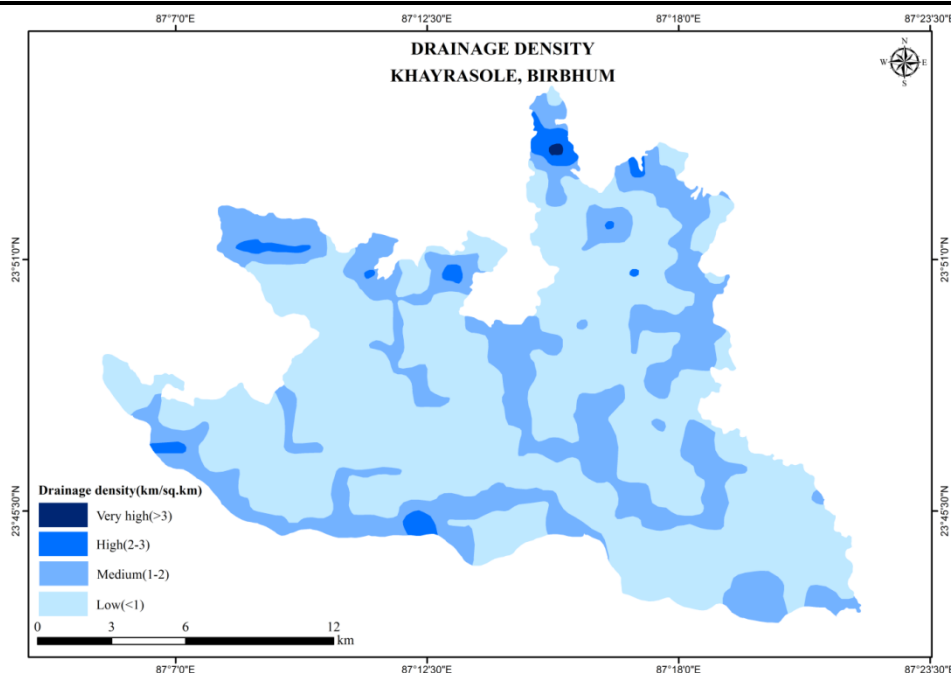 87°7'0"E 87°12'30"E 87°18'0"E 87°23'30"E
DRAINAGE DENSITY
KHAYRASOLE, BIRBHUM
N
W E
S
23°51'0"N 23°51'0"N
23°45'30"N 23°45'30"N
Drainage density(km/sq.km)
Very high(>3)
High(2-3)
Medium(1-2)
Low(<1)
0 3 6 12
km
87°7'0"E 87°12'30"E 87°18'0"E 87°23'30"E